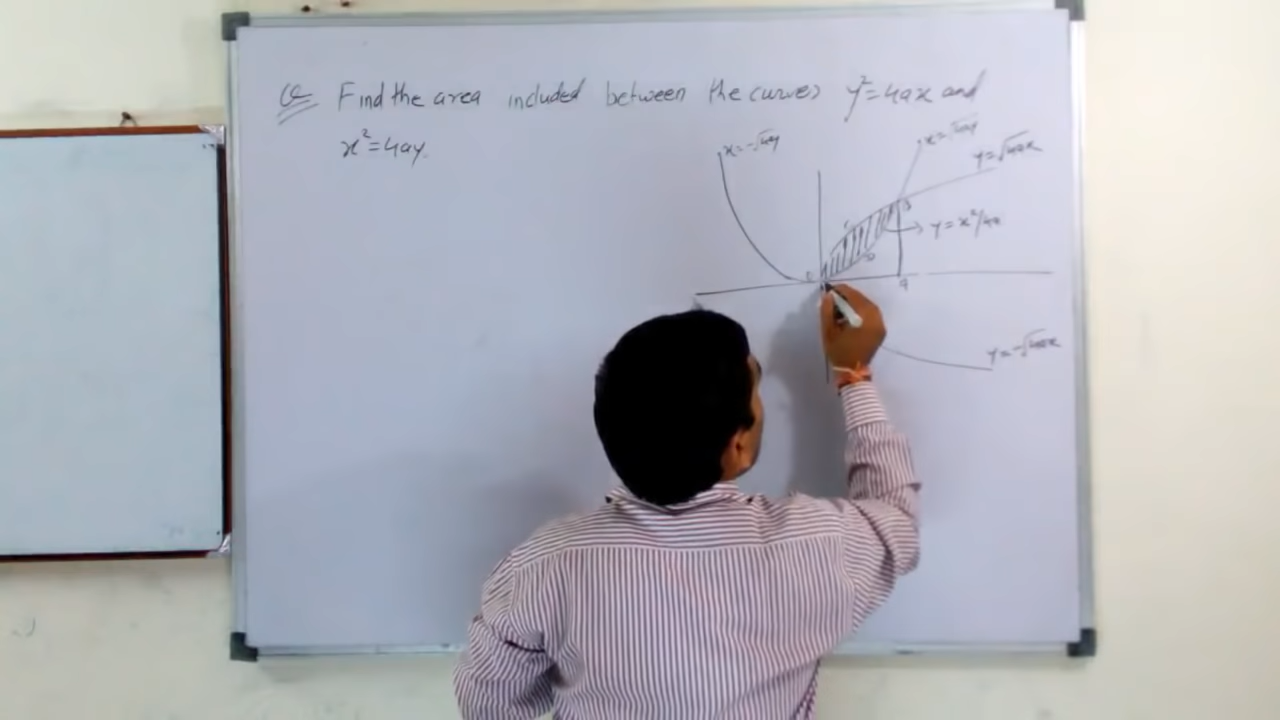 Q Find the area included between the curves y²=4ax and
x²=4ay.
x=-√4ay
x=√4ay
y=√4ax
B
y=x²/4a
D
O
y=-√4ax